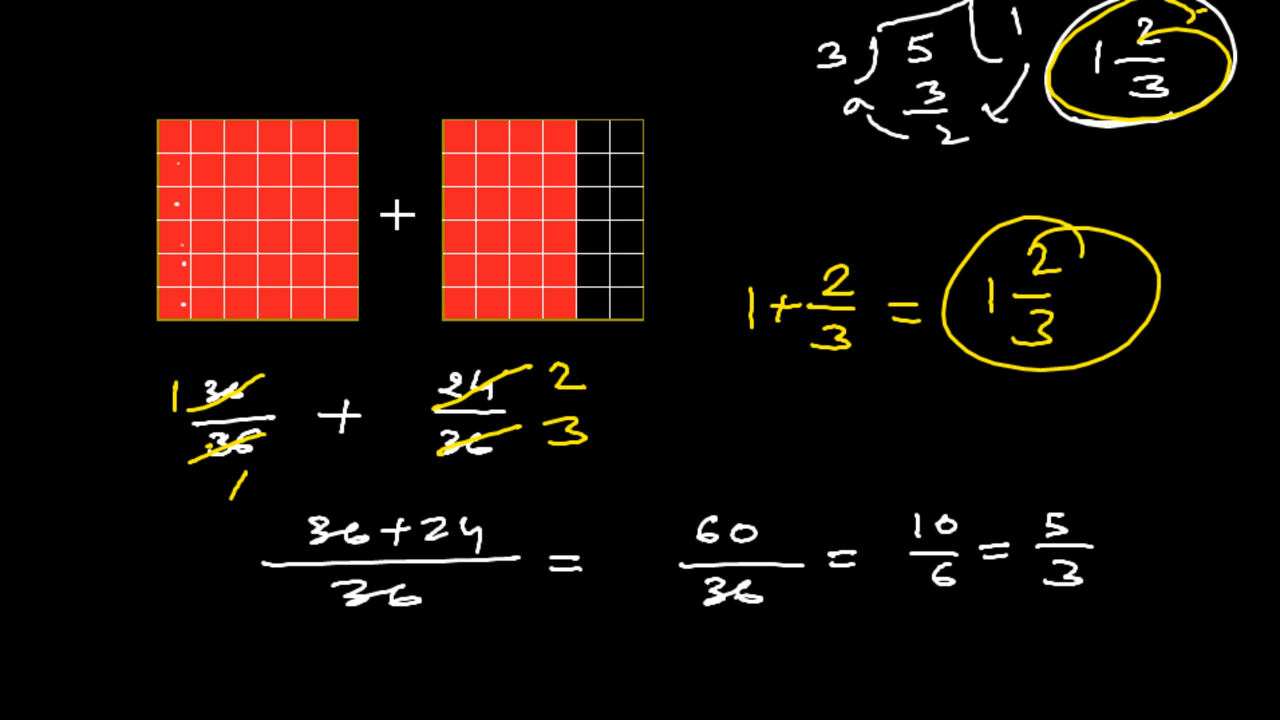 3 ) 5 ( 1
3
2
1 2/3
+
1 + 2/3 = 1 2/3
36/36 + 24/36
1 2
1 3
36+24/36 = 60/36 = 10/6 = 5/3